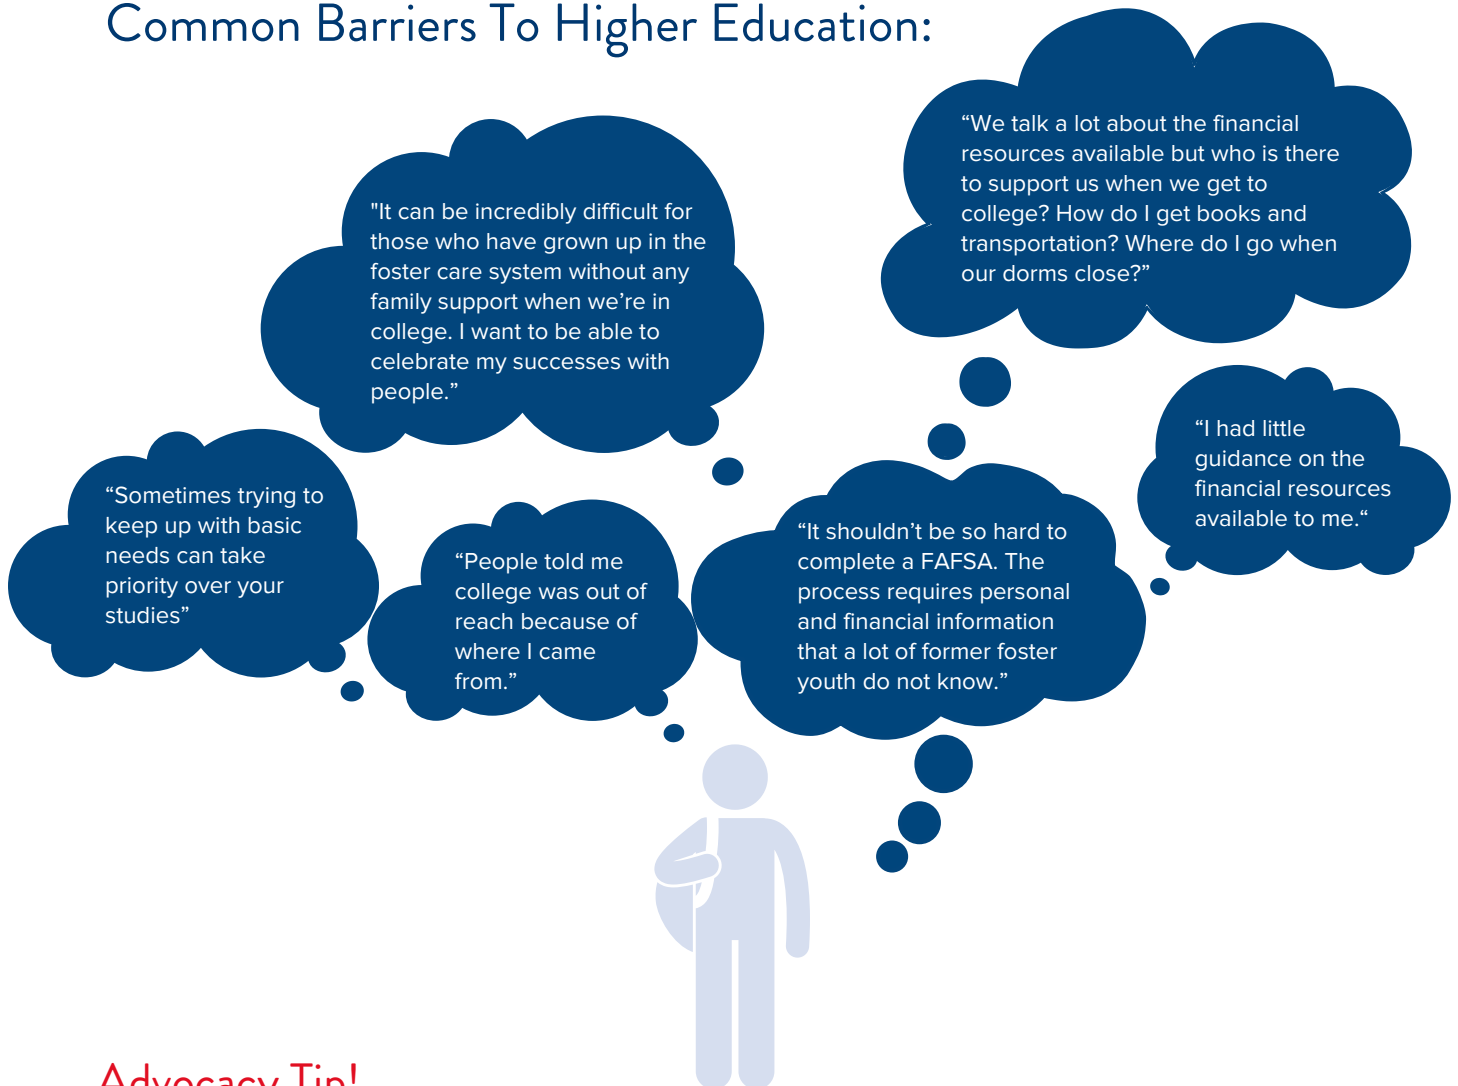 Common Barriers To Higher Education:
“We talk a lot about the financial
resources available but who is there
to support us when we get to
college? How do I get books and
transportation? Where do I go when
our dorms close?”
"It can be incredibly difficult for
those who have grown up in the
foster care system without any
family support when we’re in
college. I want to be able to
celebrate my successes with
people.”
“I had little
guidance on the
financial resources
available to me.“
“Sometimes trying to
keep up with basic
needs can take
priority over your
studies”
“People told me
college was out of
reach because of
where I came
from.”
“It shouldn’t be so hard to
complete a FAFSA. The
process requires personal
and financial information
that a lot of former foster
youth do not know.”
Advocacy Tip!